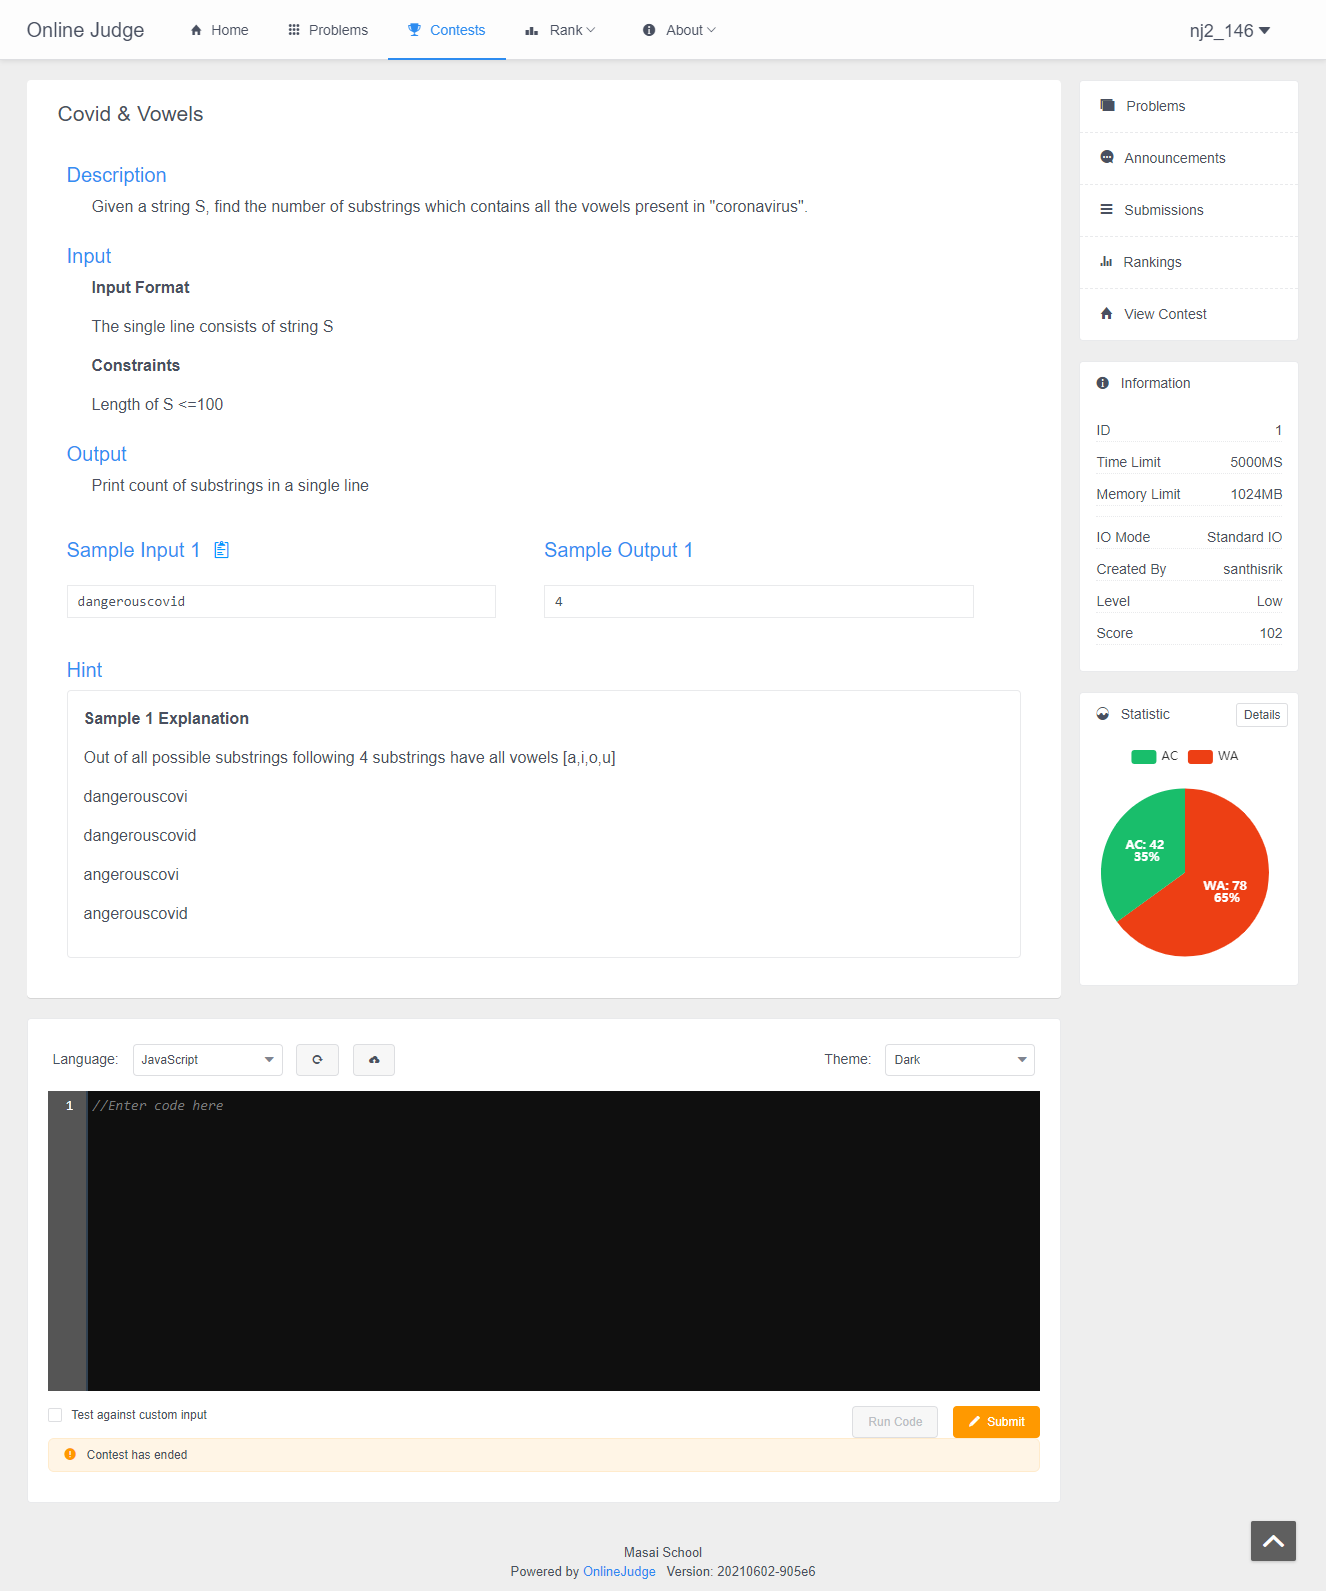 Online Judge
Home
Problems
Contests
Rank
About
nj2_146
Covid & Vowels
Description
Given a string S, find the number of substrings which contains all the vowels present in "coronavirus".
Input
Input Format
The single line consists of string S
Constraints
Length of S <=100
Output
Print count of substrings in a single line
Sample Input 1
Sample Output 1
dangerouscovid
4
Hint
Sample 1 Explanation
Out of all possible substrings following 4 substrings have all vowels [a,i,o,u]
dangerouscovi
dangerouscovid
angerouscovi
angerouscovid
Problems
Announcements
Submissions
Rankings
View Contest
Information
ID 1
Time Limit 5000MS
Memory Limit 1024MB
IO Mode Standard IO
Created By santhisrik
Level Low
Score 102
Statistic Details
AC WA
AC: 42
35%
WA: 78
65%
Language: JavaScript
Theme: Dark
1 //Enter code here
Test against custom input
Run Code
Submit
Contest has ended
Masai School
Powered by OnlineJudge Version: 20210602-905e6